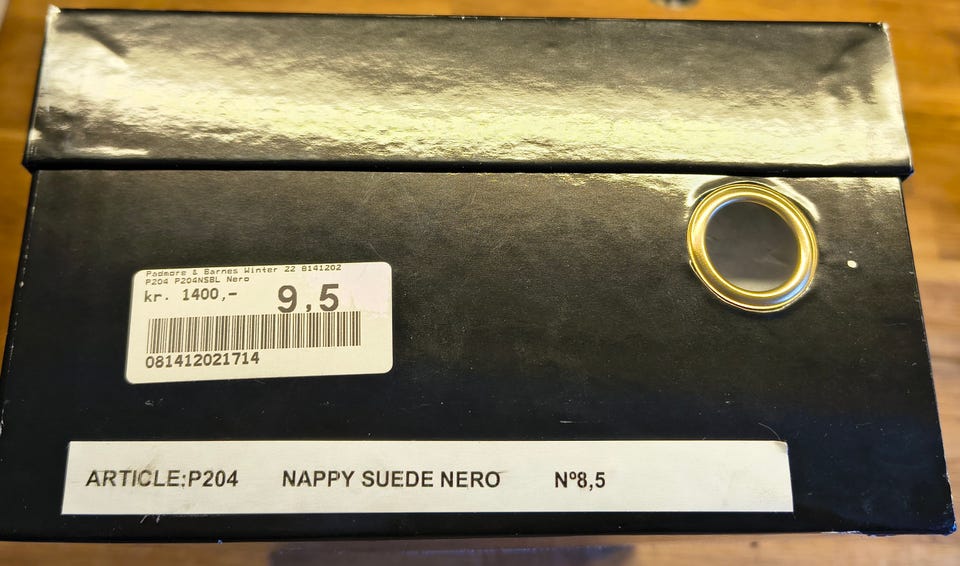 Padmore & Barnes Winter 22 8141202
P204 P204NSBL Nero
kr. 1400,-
9,5
081412021714
ARTICLE:P204 NAPPY SUEDE NERO Nº8,5